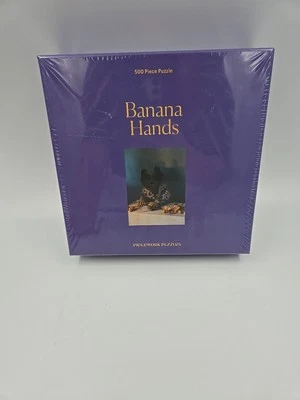 500 Piece Puzzle
Banana
Hands
PIECEWORK PUZZLES